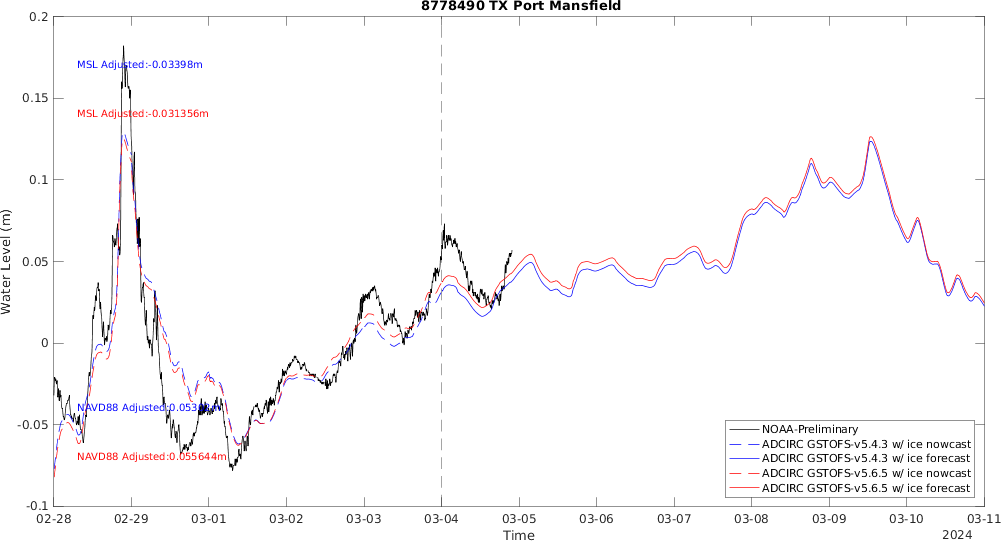 8778490 TX Port Mansfield
0.2
MSL Adjusted:-0.03398m
0.15
MSL Adjusted:-0.031356m
0.1
0.05
0
NAVD88 Adjusted:
-0.05
NAVD88 Adjusted:0.055644m
-0.1
Water Level (m)
NOAA-Preliminary
ADCIRC GSTOFS-v5.4.3 w/ ice nowcast
ADCIRC GSTOFS-v5.4.3 w/ ice forecast
ADCIRC GSTOFS-v5.6.5 w/ ice nowcast
ADCIRC GSTOFS-v5.6.5 w/ ice forecast
02-28 02-29 03-01 03-02 03-03 03-04 03-05 03-06 03-07 03-08 03-09 03-10 03-11
Time
2024